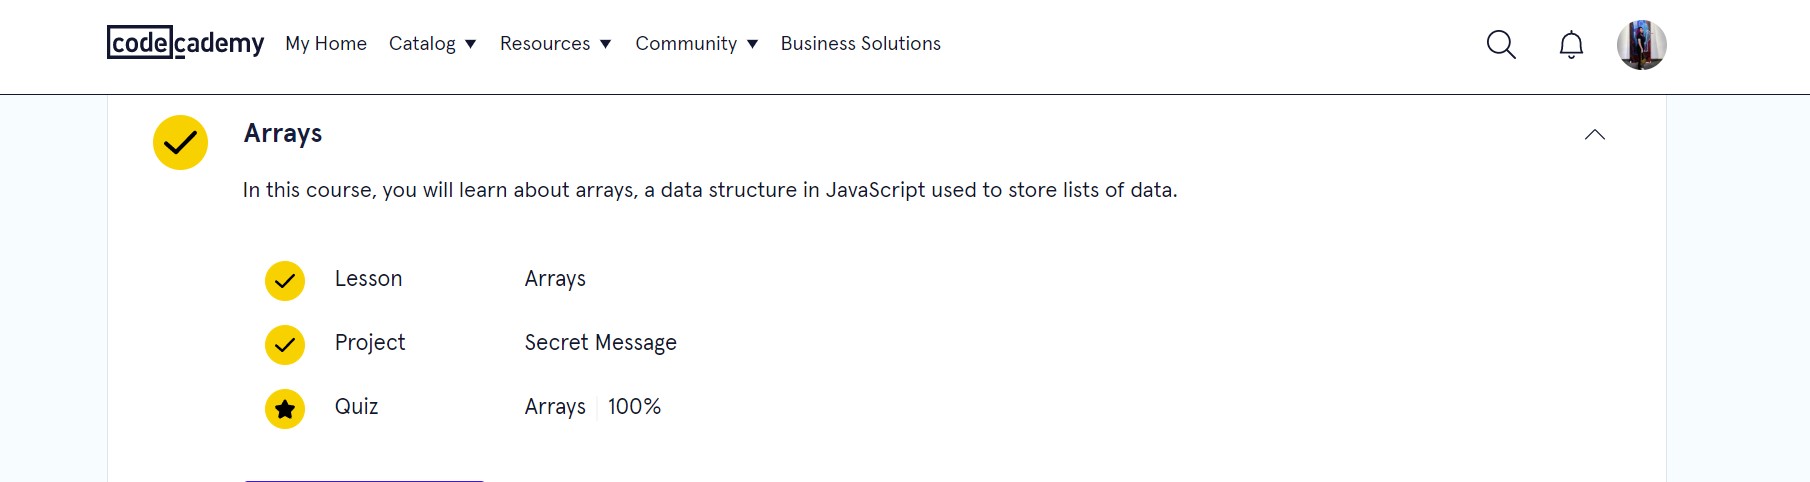 codecademy My Home Catalog Resources Community Business Solutions
Arrays
In this course, you will learn about arrays, a data structure in JavaScript used to store lists of data.
Lesson Arrays
Project Secret Message
Quiz Arrays 100%